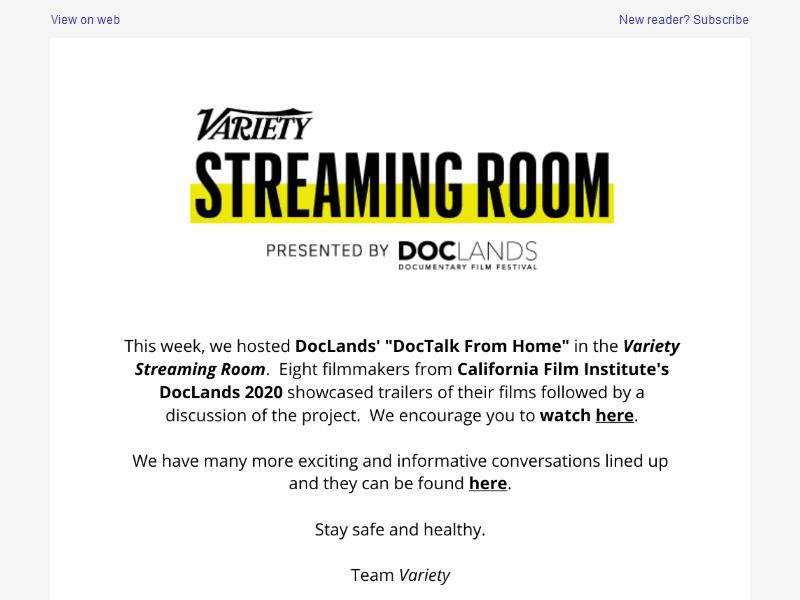 View on web
New reader? Subscribe
VARIETY
STREAMING ROOM
PRESENTED BY DOCLANDS
DOCUMENTARY FILM FESTIVAL
This week, we hosted DocLands' "DocTalk From Home" in the Variety
Streaming Room.  Eight filmmakers from California Film Institute's
DocLands 2020 showcased trailers of their films followed by a
discussion of the project.  We encourage you to watch here.
We have many more exciting and informative conversations lined up
and they can be found here.
Stay safe and healthy.
Team Variety